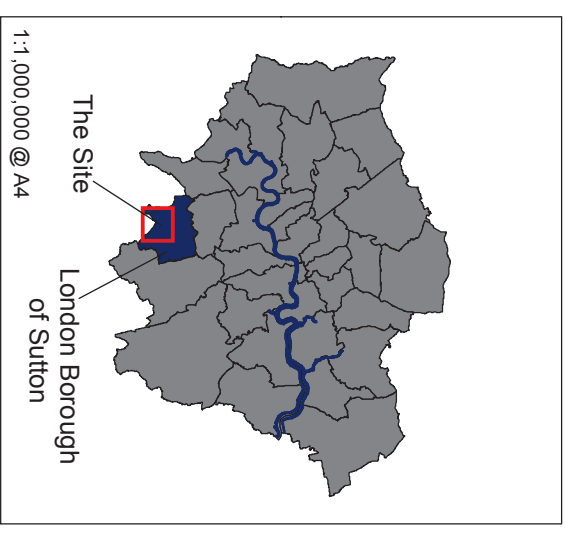 The Site
London Borough
of Sutton
1:1,000,000 @ A4